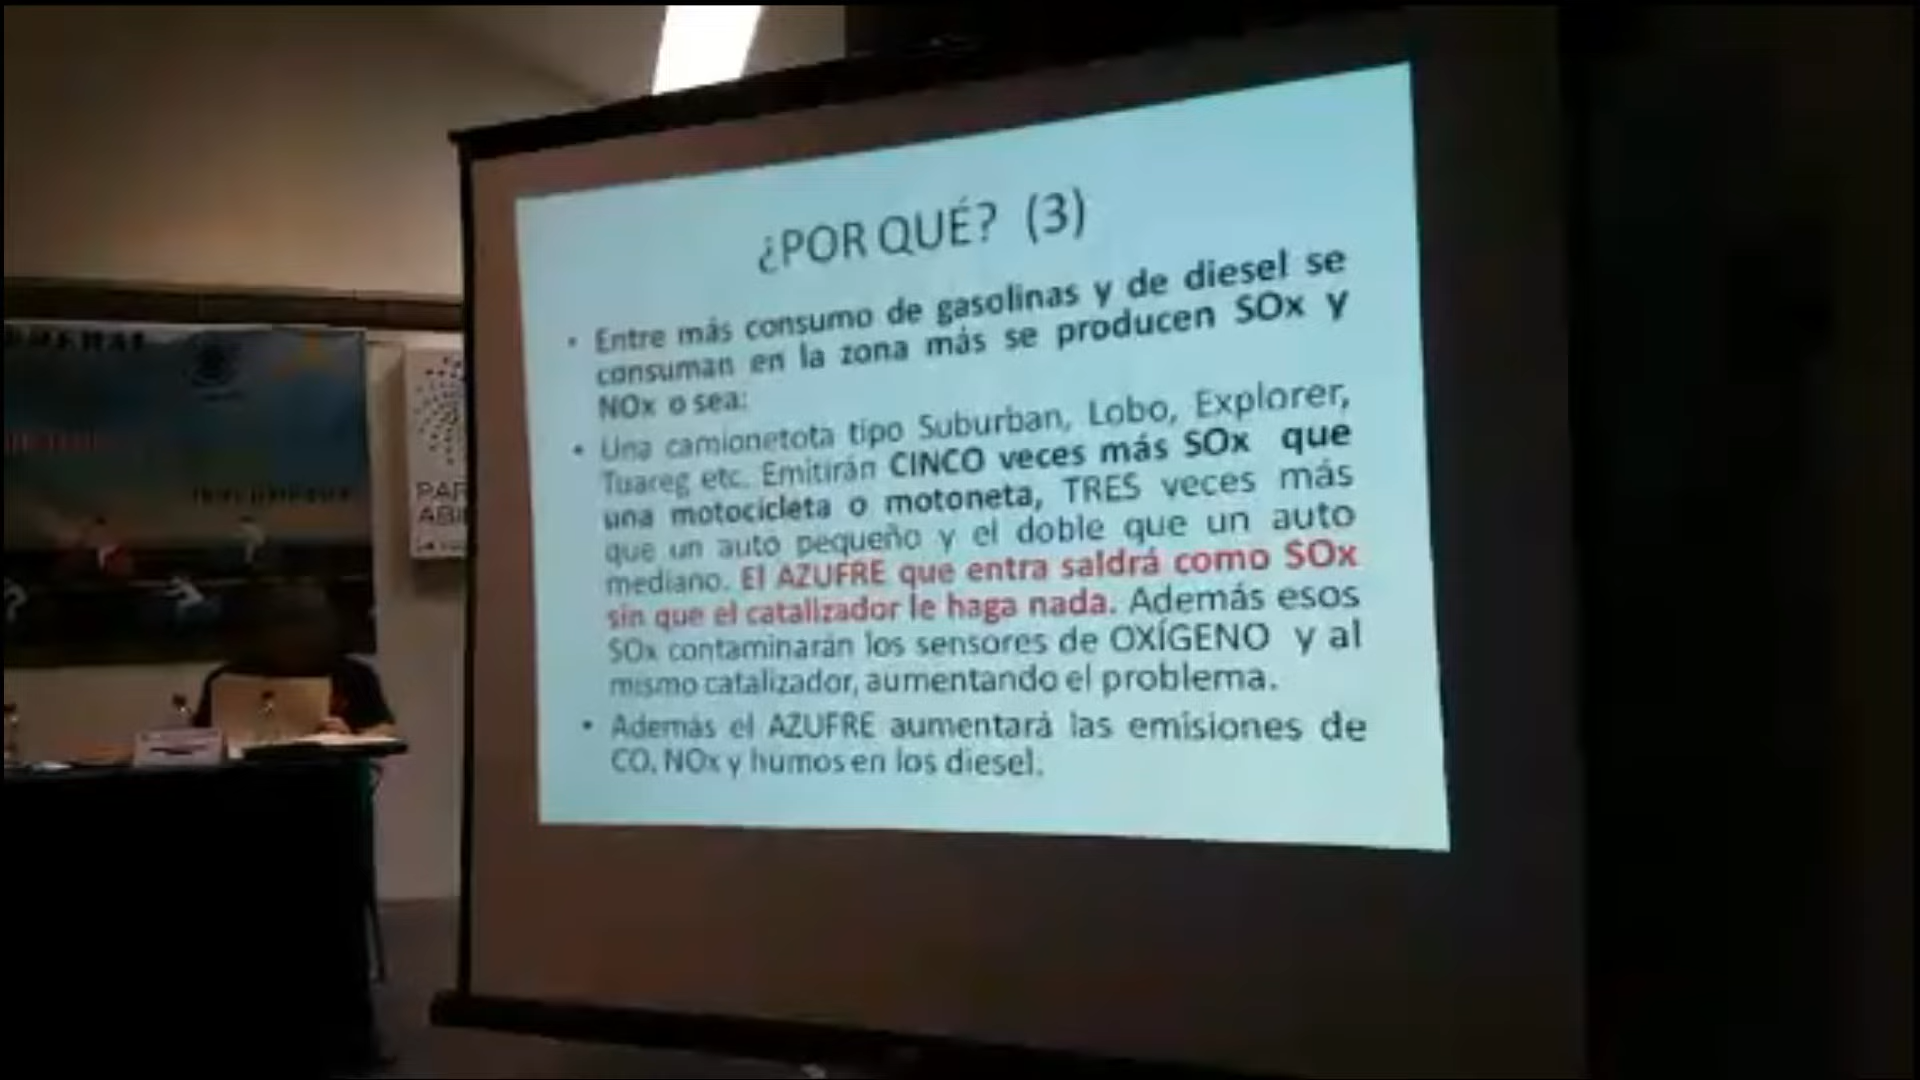 ¿POR QUÉ? (3)
• Entre más consumo de gasolinas y de diesel se
consuman en la zona más se producen SOx y
NOx o sea:
• Una camionetota tipo Suburban, Lobo, Explorer,
Tuareg etc. Emitirán CINCO veces más SOx que
una motocicleta o motoneta, TRES veces más
que un auto pequeño y el doble que un auto
mediano. El AZUFRE que entra saldrá como SOx
sin que el catalizador le haga nada. Además esos
SOx contaminarán los sensores de OXÍGENO y al
mismo catalizador, aumentando el problema.
• Además el AZUFRE aumentará las emisiones de
CO, NOx y humos en los diesel.
PAR
ABI